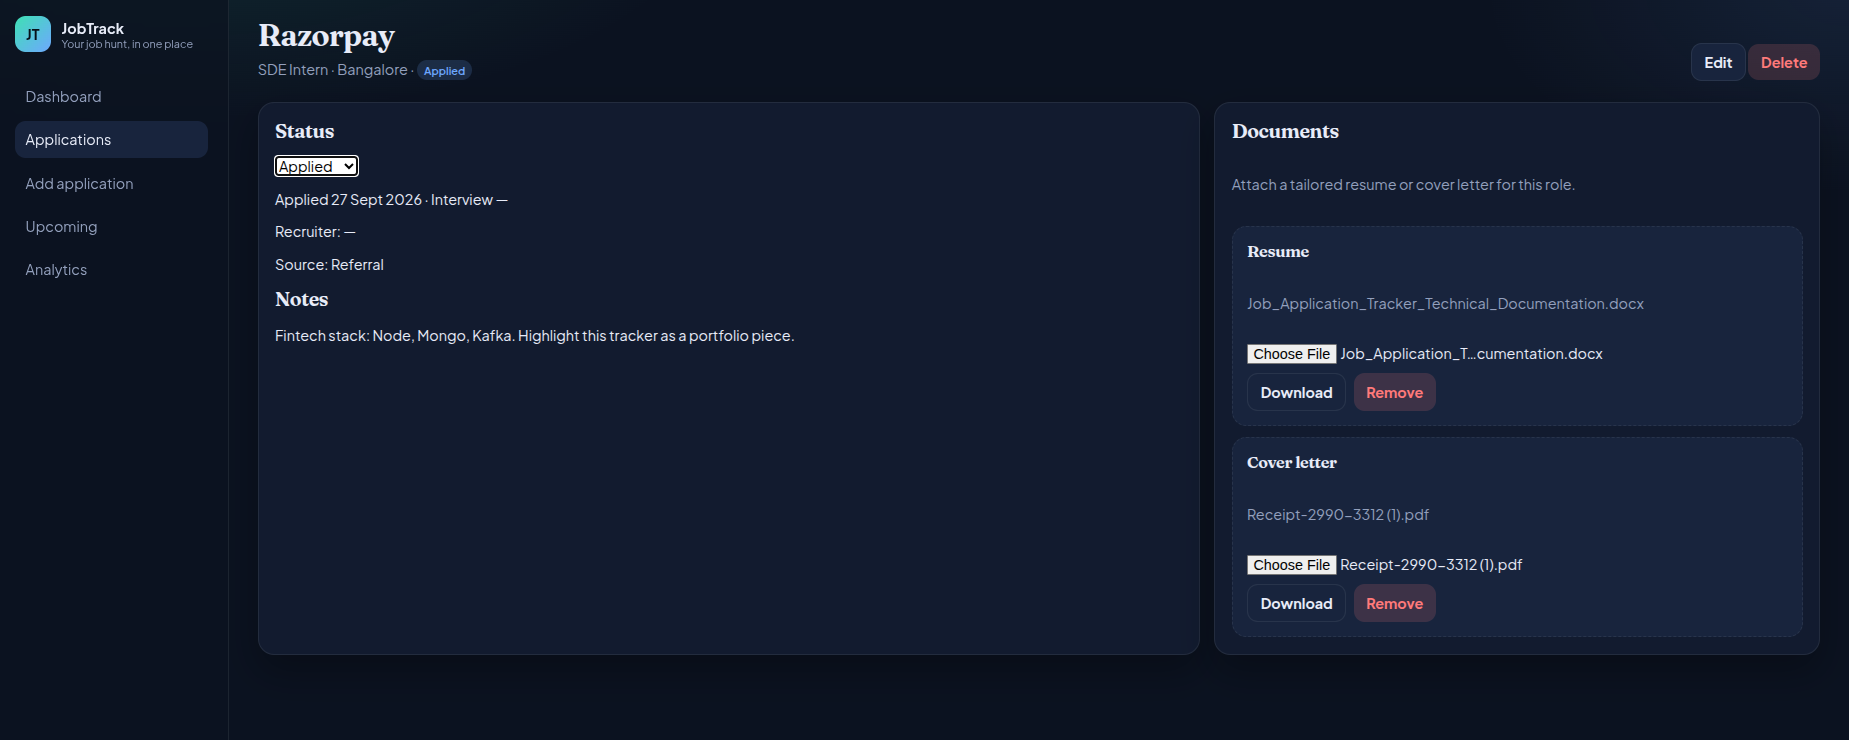 JT
JobTrack
Your job hunt, in one place
Dashboard
Applications
Add application
Upcoming
Analytics
Razorpay
SDE Intern · Bangalore · Applied
Edit
Delete
Status
Applied
Applied 27 Sept 2026 · Interview —
Recruiter: —
Source: Referral
Notes
Fintech stack: Node, Mongo, Kafka. Highlight this tracker as a portfolio piece.
Documents
Attach a tailored resume or cover letter for this role.
Resume
Job_Application_Tracker_Technical_Documentation.docx
Choose File Job_Application_T...cumentation.docx
Download
Remove
Cover letter
Receipt-2990-3312 (1).pdf
Choose File Receipt-2990-3312 (1).pdf
Download
Remove